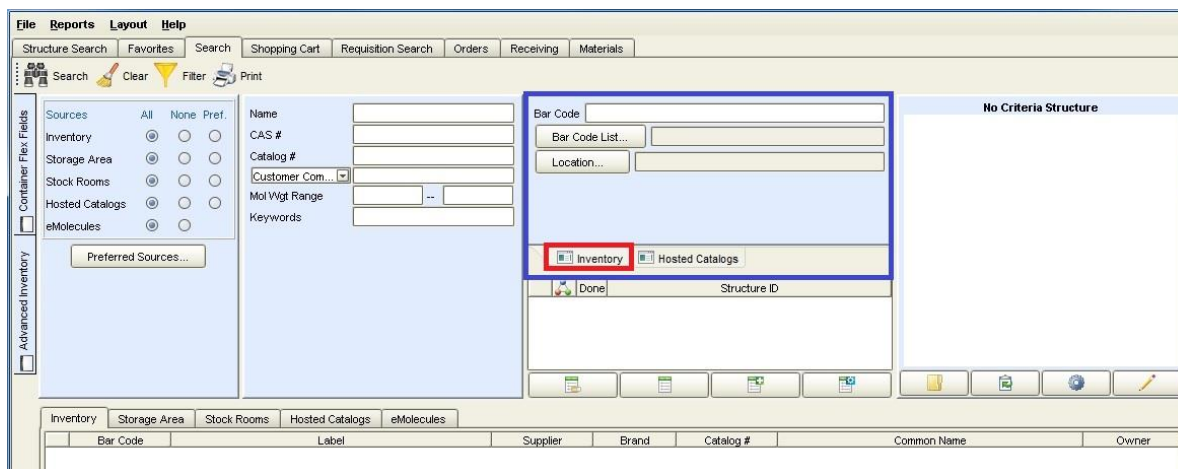 File Reports Layout Help
Structure Search Favorites Search Shopping Cart Requisition Search Orders Receiving Materials
Search Clear Filter Print
Container Flex Fields
Advanced Inventory
Sources All None Pref.
Inventory
Storage Area
Stock Rooms
Hosted Catalogs
eMolecules
Preferred Sources...
Name
CAS #
Catalog #
Customer Com...
Mol Wgt Range --
Keywords
Bar Code
Bar Code List...
Location...
Inventory Hosted Catalogs
Done Structure ID
No Criteria Structure
Inventory Storage Area Stock Rooms Hosted Catalogs eMolecules
Bar Code Label Supplier Brand Catalog # Common Name Owner